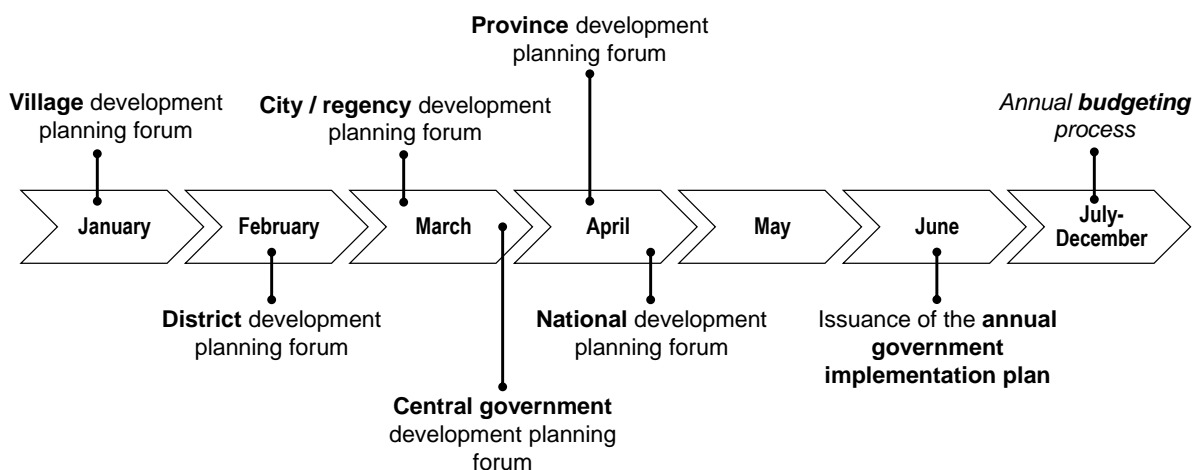 Province development
planning forum
Village development
planning forum
City / regency development
planning forum
Annual budgeting
process
January
February
March
April
May
June
July-
December
District development
planning forum
National development
planning forum
Issuance of the annual
government
implementation plan
Central government
development planning
forum